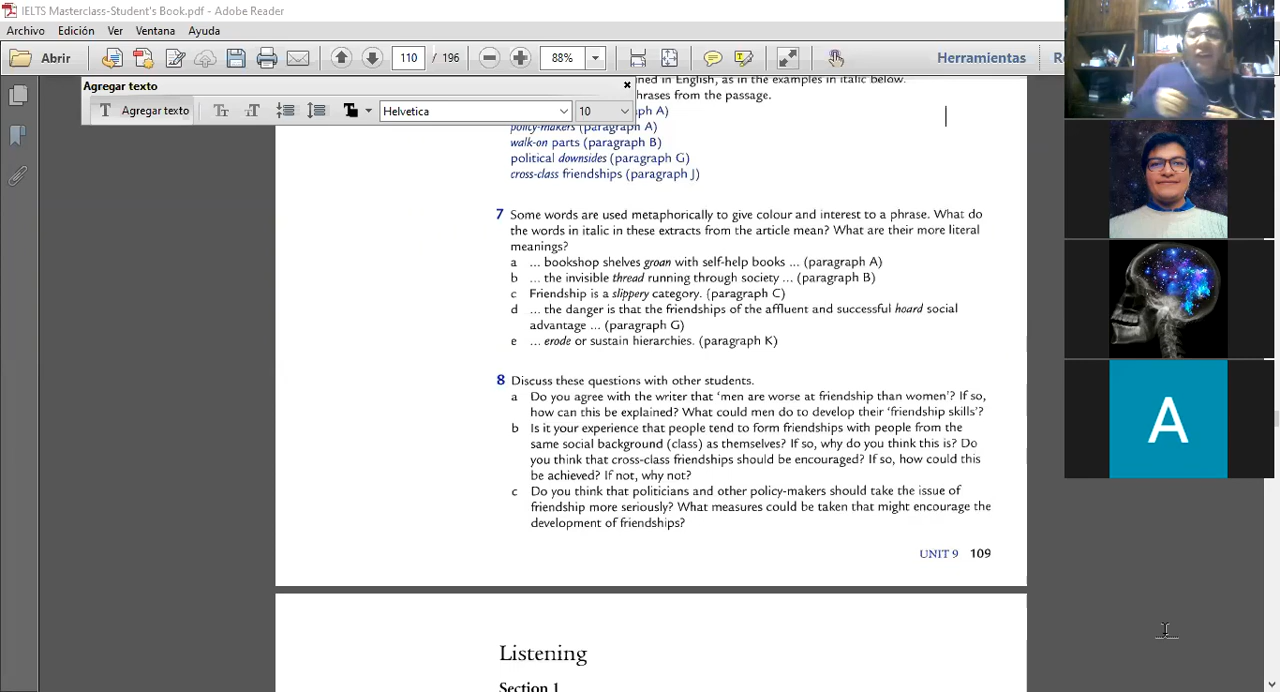 IELTS Masterclass-Student's Book.pdf - Adobe Reader
Archivo Edición Ver Ventana Ayuda
Abrir 110 / 196 88% Herramientas
Agregar texto
T Agregar texto Helvetica 10
ned in English, as in the examples in italic below.
hrases from the passage.
ph A)
policy-makers (paragraph A)
walk-on parts (paragraph B)
political downsides (paragraph G)
cross-class friendships (paragraph J)
7 Some words are used metaphorically to give colour and interest to a phrase. What do
the words in italic in these extracts from the article mean? What are their more literal
meanings?
a ... bookshop shelves groan with self-help books ... (paragraph A)
b ... the invisible thread running through society ... (paragraph B)
c Friendship is a slippery category. (paragraph C)
d ... the danger is that the friendships of the affluent and successful hoard social
advantage ... (paragraph G)
e ... erode or sustain hierarchies. (paragraph K)
8 Discuss these questions with other students.
a Do you agree with the writer that ‘men are worse at friendship than women’? If so,
how can this be explained? What could men do to develop their ‘friendship skills’?
b Is it your experience that people tend to form friendships with people from the
same social background (class) as themselves? If so, why do you think this is? Do
you think that cross-class friendships should be encouraged? If so, how could this
be achieved? If not, why not?
c Do you think that politicians and other policy-makers should take the issue of
friendship more seriously? What measures could be taken that might encourage the
development of friendships?
UNIT 9 109
Listening
Section 1
A